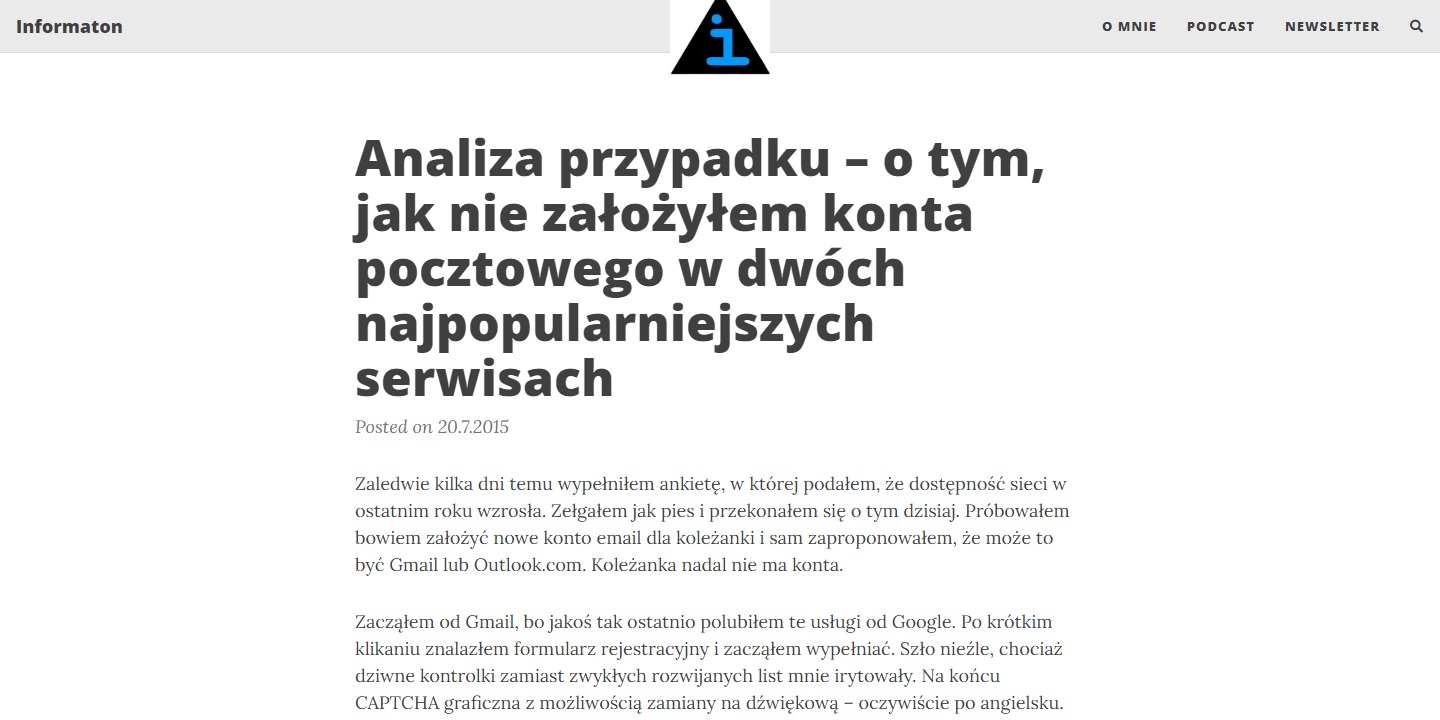 Informaton
i
O MNIE
PODCAST
NEWSLETTER
Analiza przypadku – o tym,
jak nie założyłem konta
pocztowego w dwóch
najpopularniejszych
serwisach
Posted on 20.7.2015
Zaledwie kilka dni temu wypełniłem ankietę, w której podałem, że dostępność sieci w
ostatnim roku wzrosła. Zełgałem jak pies i przekonałem się o tym dzisiaj. Próbowałem
bowiem założyć nowe konto email dla koleżanki i sam zaproponowałem, że może to
być Gmail lub Outlook.com. Koleżanka nadal nie ma konta.
Zacząłem od Gmail, bo jakoś tak ostatnio polubiłem te usługi od Google. Po krótkim
klikaniu znalazłem formularz rejestracyjny i zacząłem wypełniać. Szło nieźle, chociaż
dziwne kontrolki zamiast zwykłych rozwijanych list mnie irytowały. Na końcu
CAPTCHA graficzna z możliwością zamiany na dźwiękową – oczywiście po angielsku.